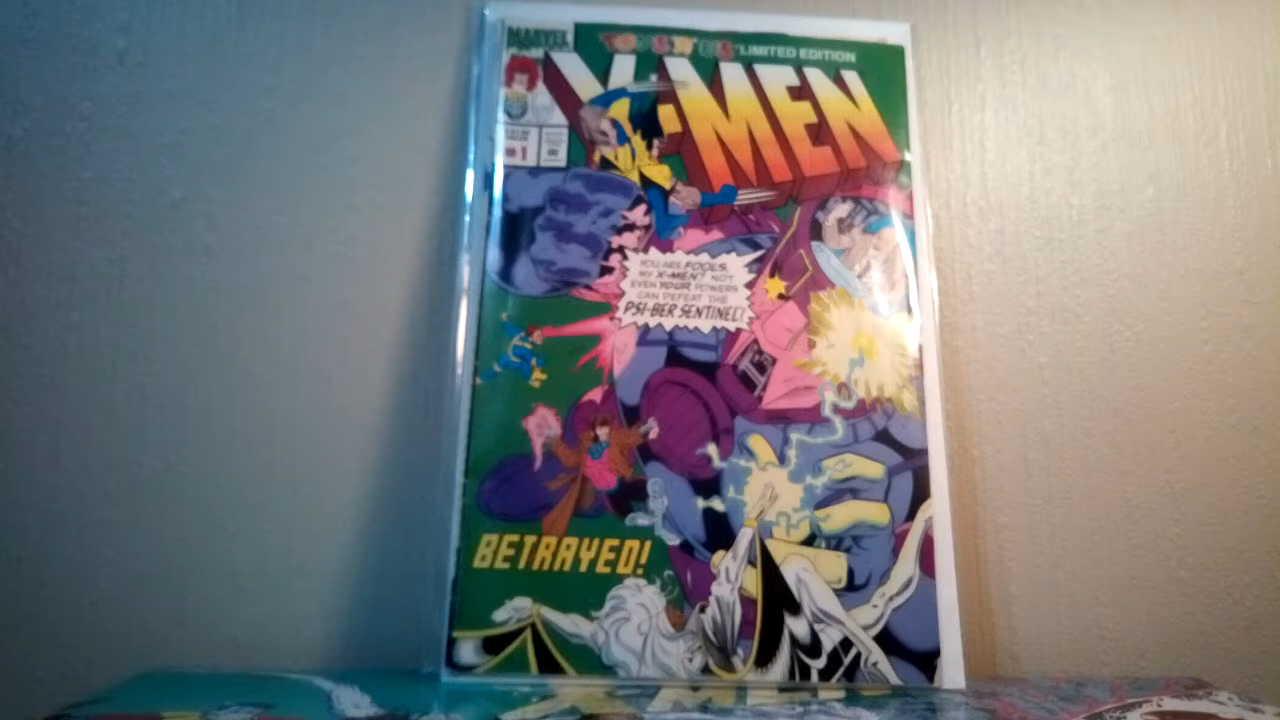 MARVEL
TOYS "R" US LIMITED EDITION
X-MEN
#1
YOU ARE FOOLS,
MY X-MEN! NOT
EVEN YOUR POWERS
CAN DEFEAT THE
PSI-BER SENTINEL!
BETRAYED!
X-MEN